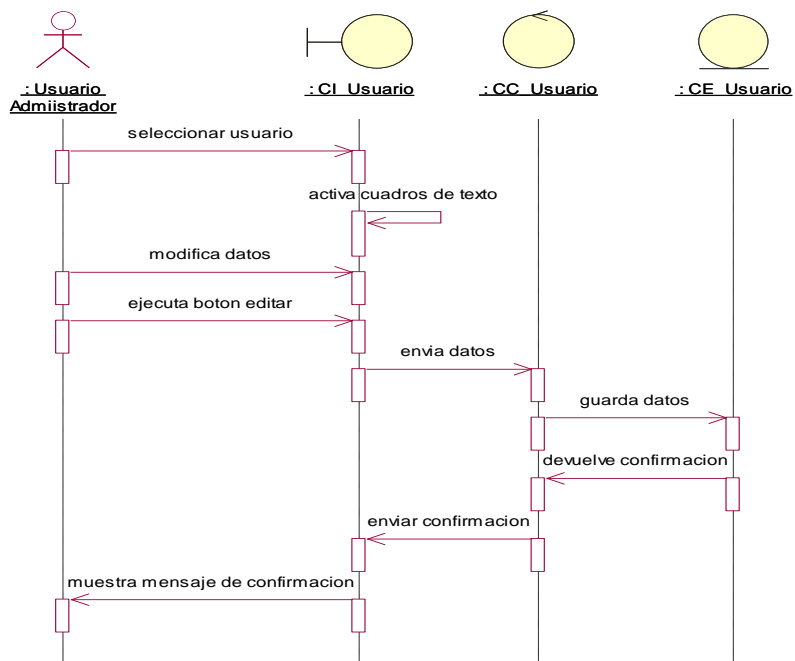 : Usuario
Admiistrador
: CI_Usuario
: CC_Usuario
: CE_Usuario
seleccionar usuario
activa cuadros de texto
modifica datos
ejecuta boton editar
envia datos
guarda datos
devuelve confirmacion
enviar confirmacion
muestra mensaje de confirmacion